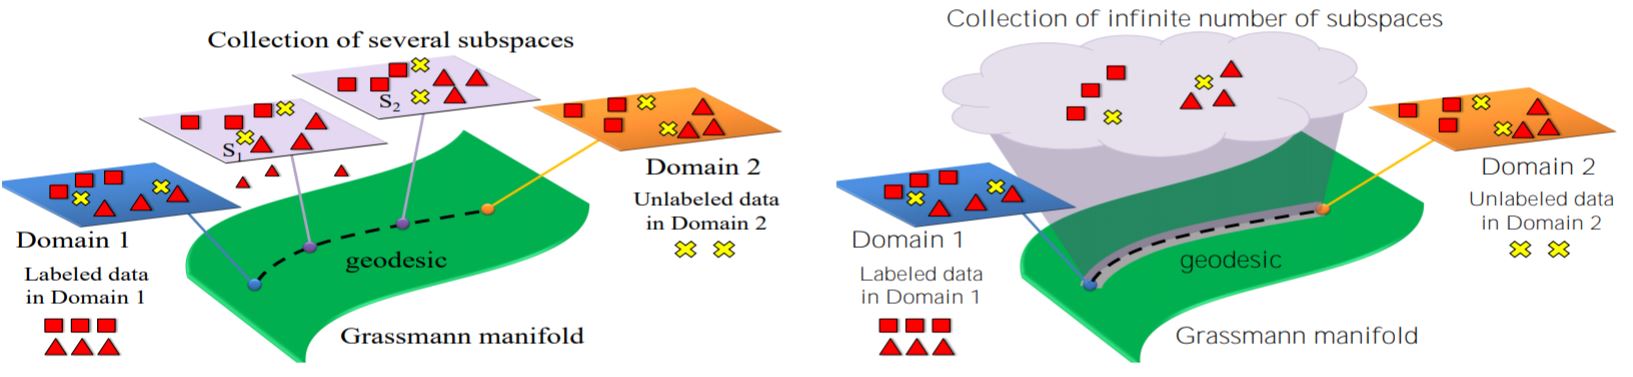 Collection of several subspaces
S2
S1
Domain 1
Labeled data
in Domain 1
geodesic
Grassmann manifold
Domain 2
Unlabeled data
in Domain 2
Collection of infinite number of subspaces
Domain 1
Labeled data
in Domain 1
geodesic
Grassmann manifold
Domain 2
Unlabeled data
in Domain 2